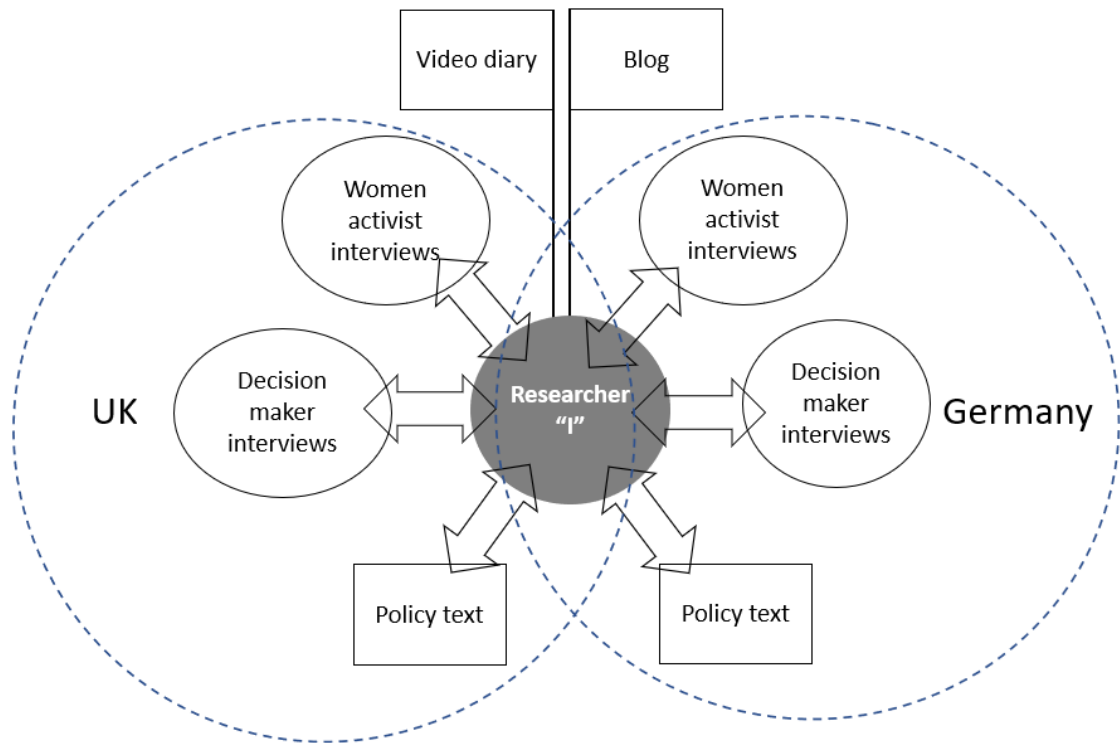 Video diary
Blog
Women
activist
interviews
Women
activist
interviews
UK
Decision
maker
interviews
Researcher
“I”
Decision
maker
interviews
Germany
Policy text
Policy text